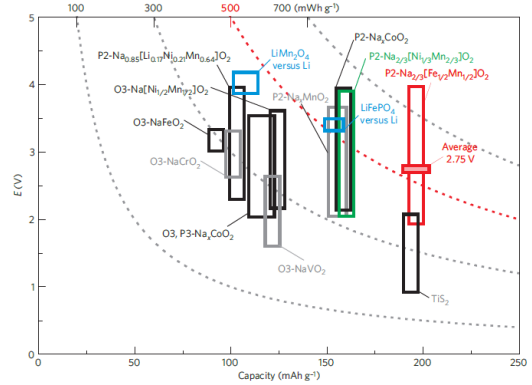 100 300 500 700 (mWh g⁻¹)
P2-Na₀.₈₅[Li₀.₁₇Ni₀.₂₁Mn₀.₆₄]O₂
LiMn₂O₄
versus Li
P2-NaₓCoO₂
P2-Na₂/₃[Ni₁/₃Mn₂/₃]O₂
P2-Na₂/₃[Fe₁/₂Mn₁/₂]O₂
O3-Na[Ni₁/₂Mn₁/₂]O₂
P2-NaₓMnO₂
LiFePO₄
versus Li
O3-NaFeO₂
O3-NaCrO₂
Average
2.75 V
O3, P3-NaₓCoO₂
O3-NaVO₂
TiS₂
E (V)
5
4
3
2
1
0
0 50 100 150 200 250
Capacity (mAh g⁻¹)